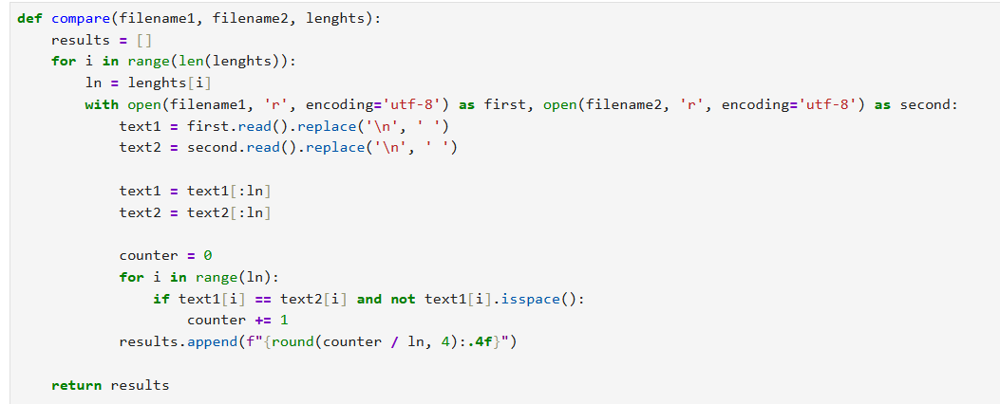 def compare(filename1, filename2, lenghts):
    results = []
    for i in range(len(lenghts)):
        ln = lenghts[i]
        with open(filename1, 'r', encoding='utf-8') as first, open(filename2, 'r', encoding='utf-8') as second:
            text1 = first.read().replace('\n', ' ')
            text2 = second.read().replace('\n', ' ')

            text1 = text1[:ln]
            text2 = text2[:ln]

            counter = 0
            for i in range(ln):
                if text1[i] == text2[i] and not text1[i].isspace():
                    counter += 1
            results.append(f"{round(counter / ln, 4):.4f}")

    return results